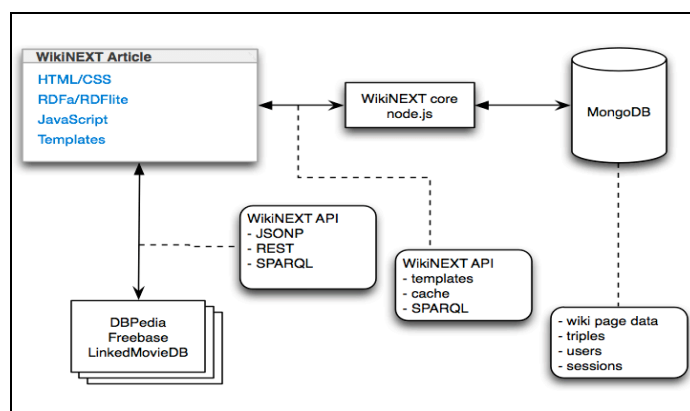 WikiNEXT Article
HTML/CSS
RDFa/RDFlite
JavaScript
Templates
WikiNEXT core
node.js
MongoDB
WikiNEXT API
- JSONP
- REST
- SPARQL
WikiNEXT API
- templates
- cache
- SPARQL
DBPedia
Freebase
LinkedMovieDB
- wiki page data
- triples
- users
- sessions